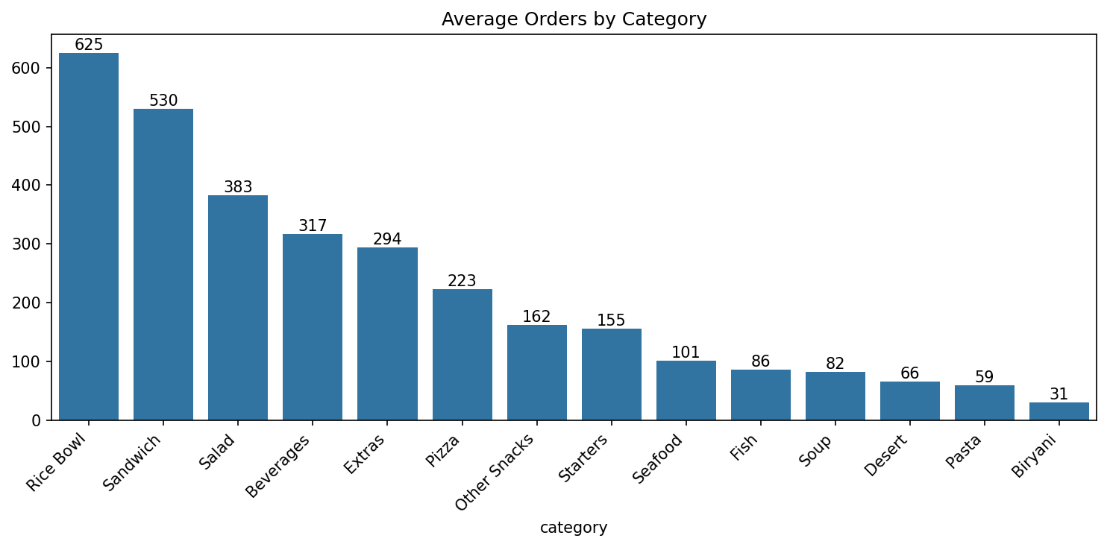 Average Orders by Category
625
530
383
317
294
223
162
155
101
86
82
66
59
31
600
500
400
300
200
100
0
Rice Bowl
Sandwich
Salad
Beverages
Extras
Pizza
Other Snacks
Starters
Seafood
Fish
Soup
Desert
Pasta
Biryani
category